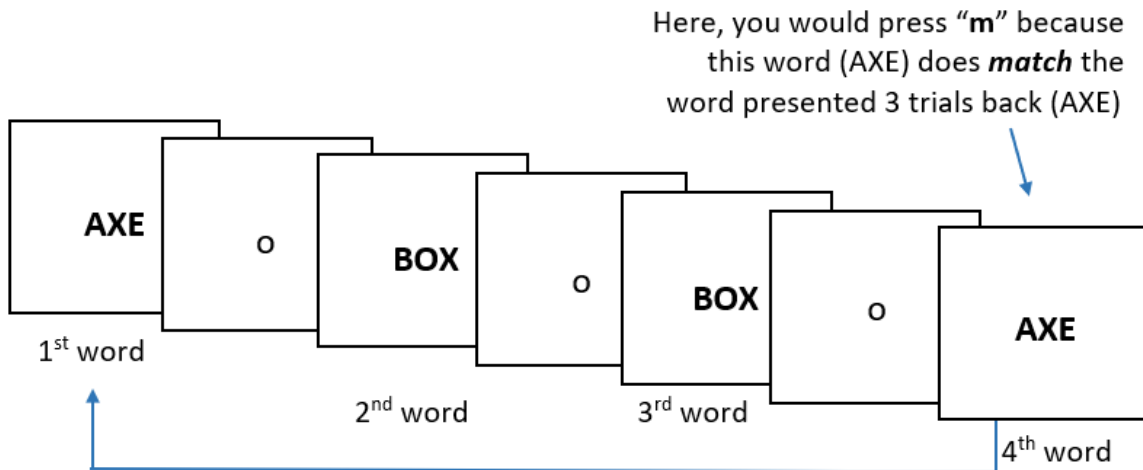 Here, you would press “m” because
this word (AXE) does match the
word presented 3 trials back (AXE)
AXE
O
BOX
O
BOX
O
AXE
1st word
2nd word
3rd word
4th word